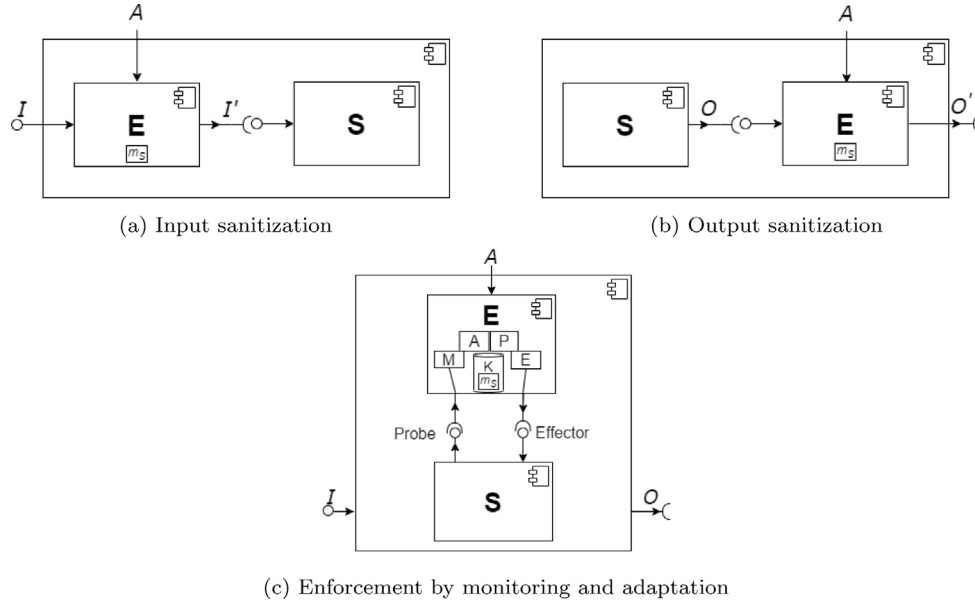 A
I
E
m_S
I'
S
(a) Input sanitization
A
S
O
E
m_S
O'
(b) Output sanitization
A
E
A P
M K E
m_S
Probe Effector
S
I O
(c) Enforcement by monitoring and adaptation